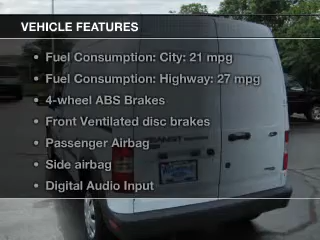 VEHICLE FEATURES
Fuel Consumption: City: 21 mpg
Fuel Consumption: Highway: 27 mpg
4-wheel ABS Brakes
Front Ventilated disc brakes
Passenger Airbag
TRANSIT
Side airbag
Digital Audio Input